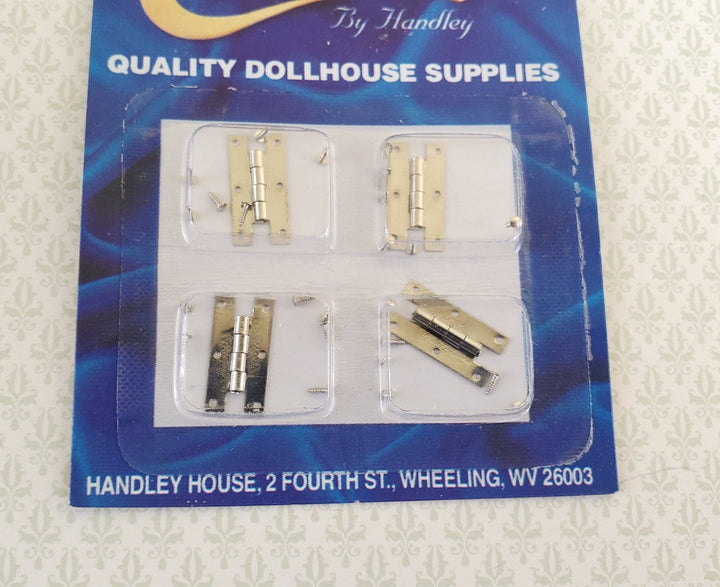 By Handley
QUALITY DOLLHOUSE SUPPLIES
HANDLEY HOUSE, 2 FOURTH ST., WHEELING, WV 26003